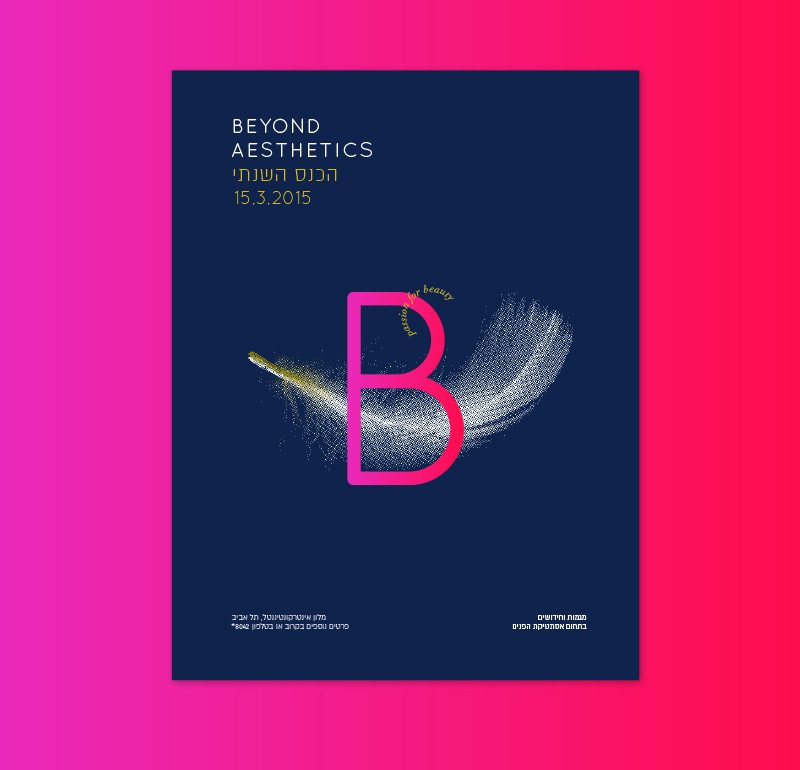 BEYOND
AESTHETICS
הכנס השנתי
15.3.2015
passion for beauty
B
מלון אינטרקונטיננטל, תל אביב
פרטים נוספים בקרוב או בטלפון 8042*
מגמות וחידושים
בתחום אסתטיקת הפנים